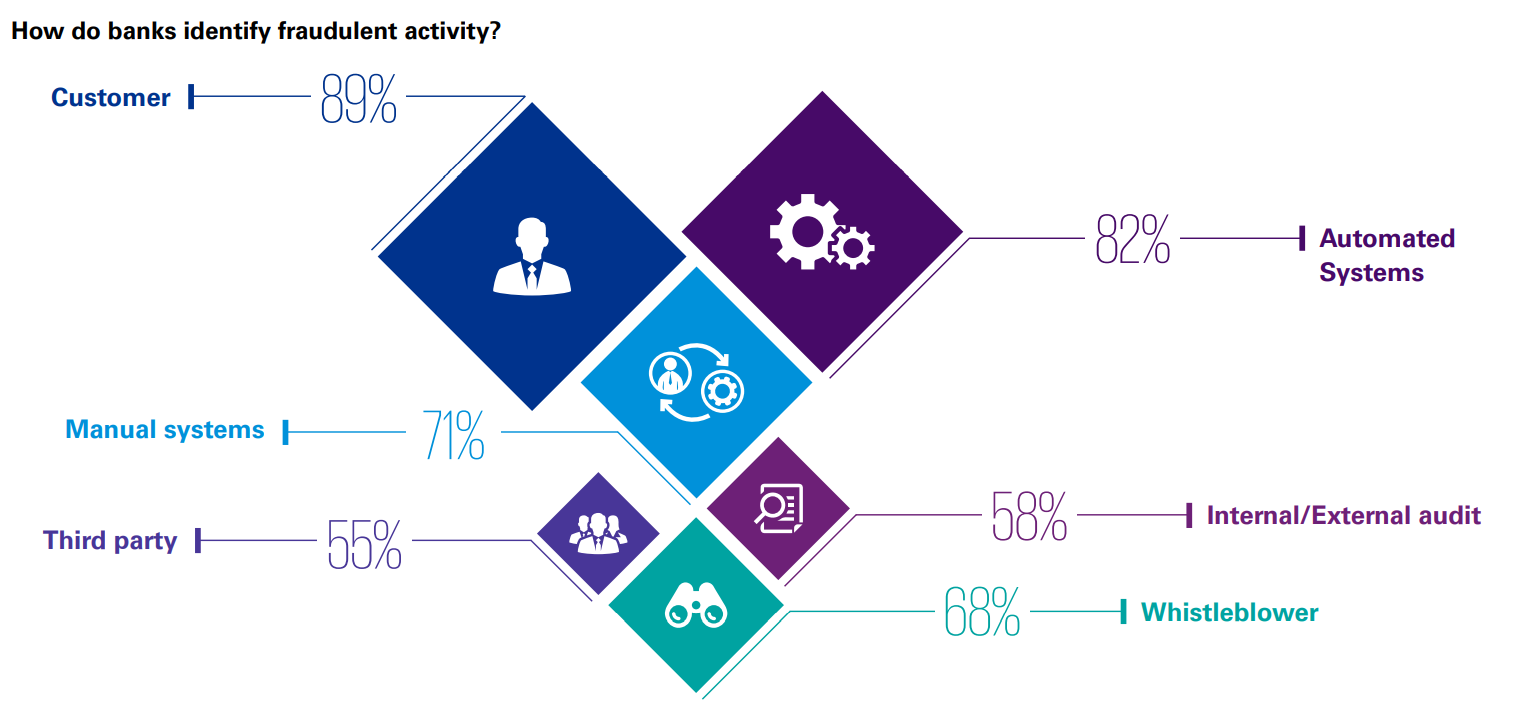 How do banks identify fraudulent activity?
Customer
89%
82%
Automated
Systems
Manual systems
71%
Third party
55%
58%
Internal/External audit
68%
Whistleblower